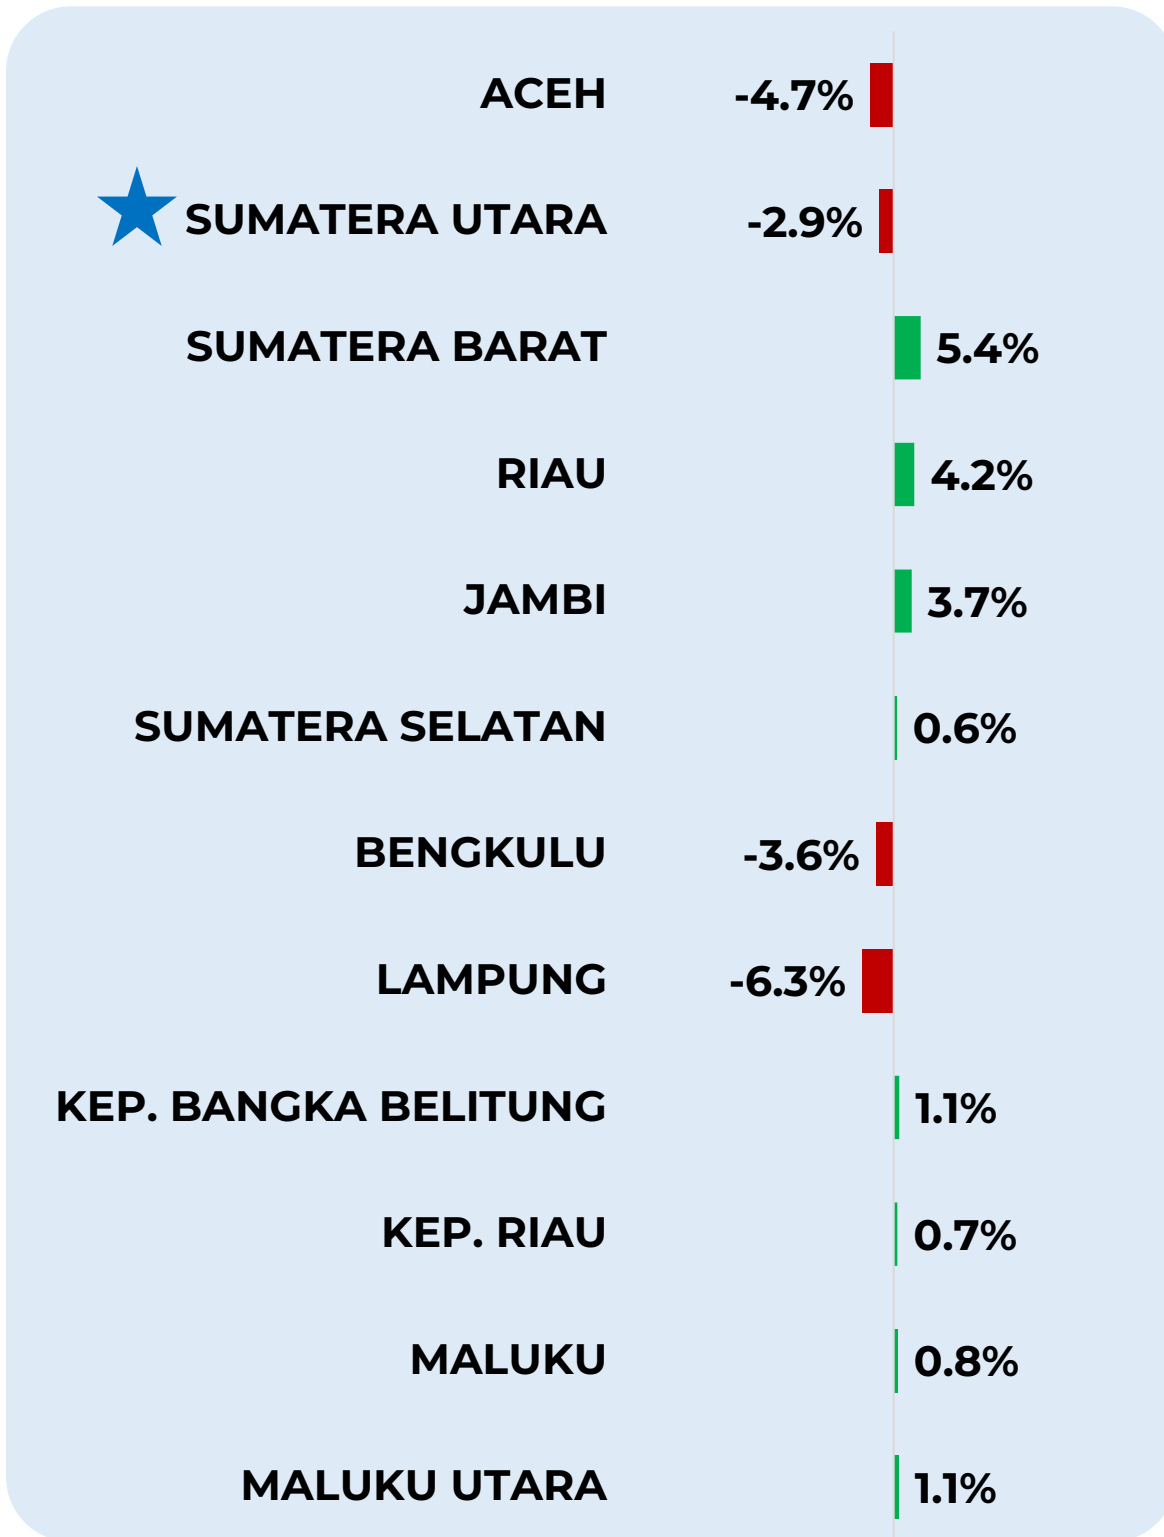 ACEH -4.7%
SUMATERA UTARA -2.9%
SUMATERA BARAT 5.4%
RIAU 4.2%
JAMBI 3.7%
SUMATERA SELATAN 0.6%
BENGKULU -3.6%
LAMPUNG -6.3%
KEP. BANGKA BELITUNG 1.1%
KEP. RIAU 0.7%
MALUKU 0.8%
MALUKU UTARA 1.1%